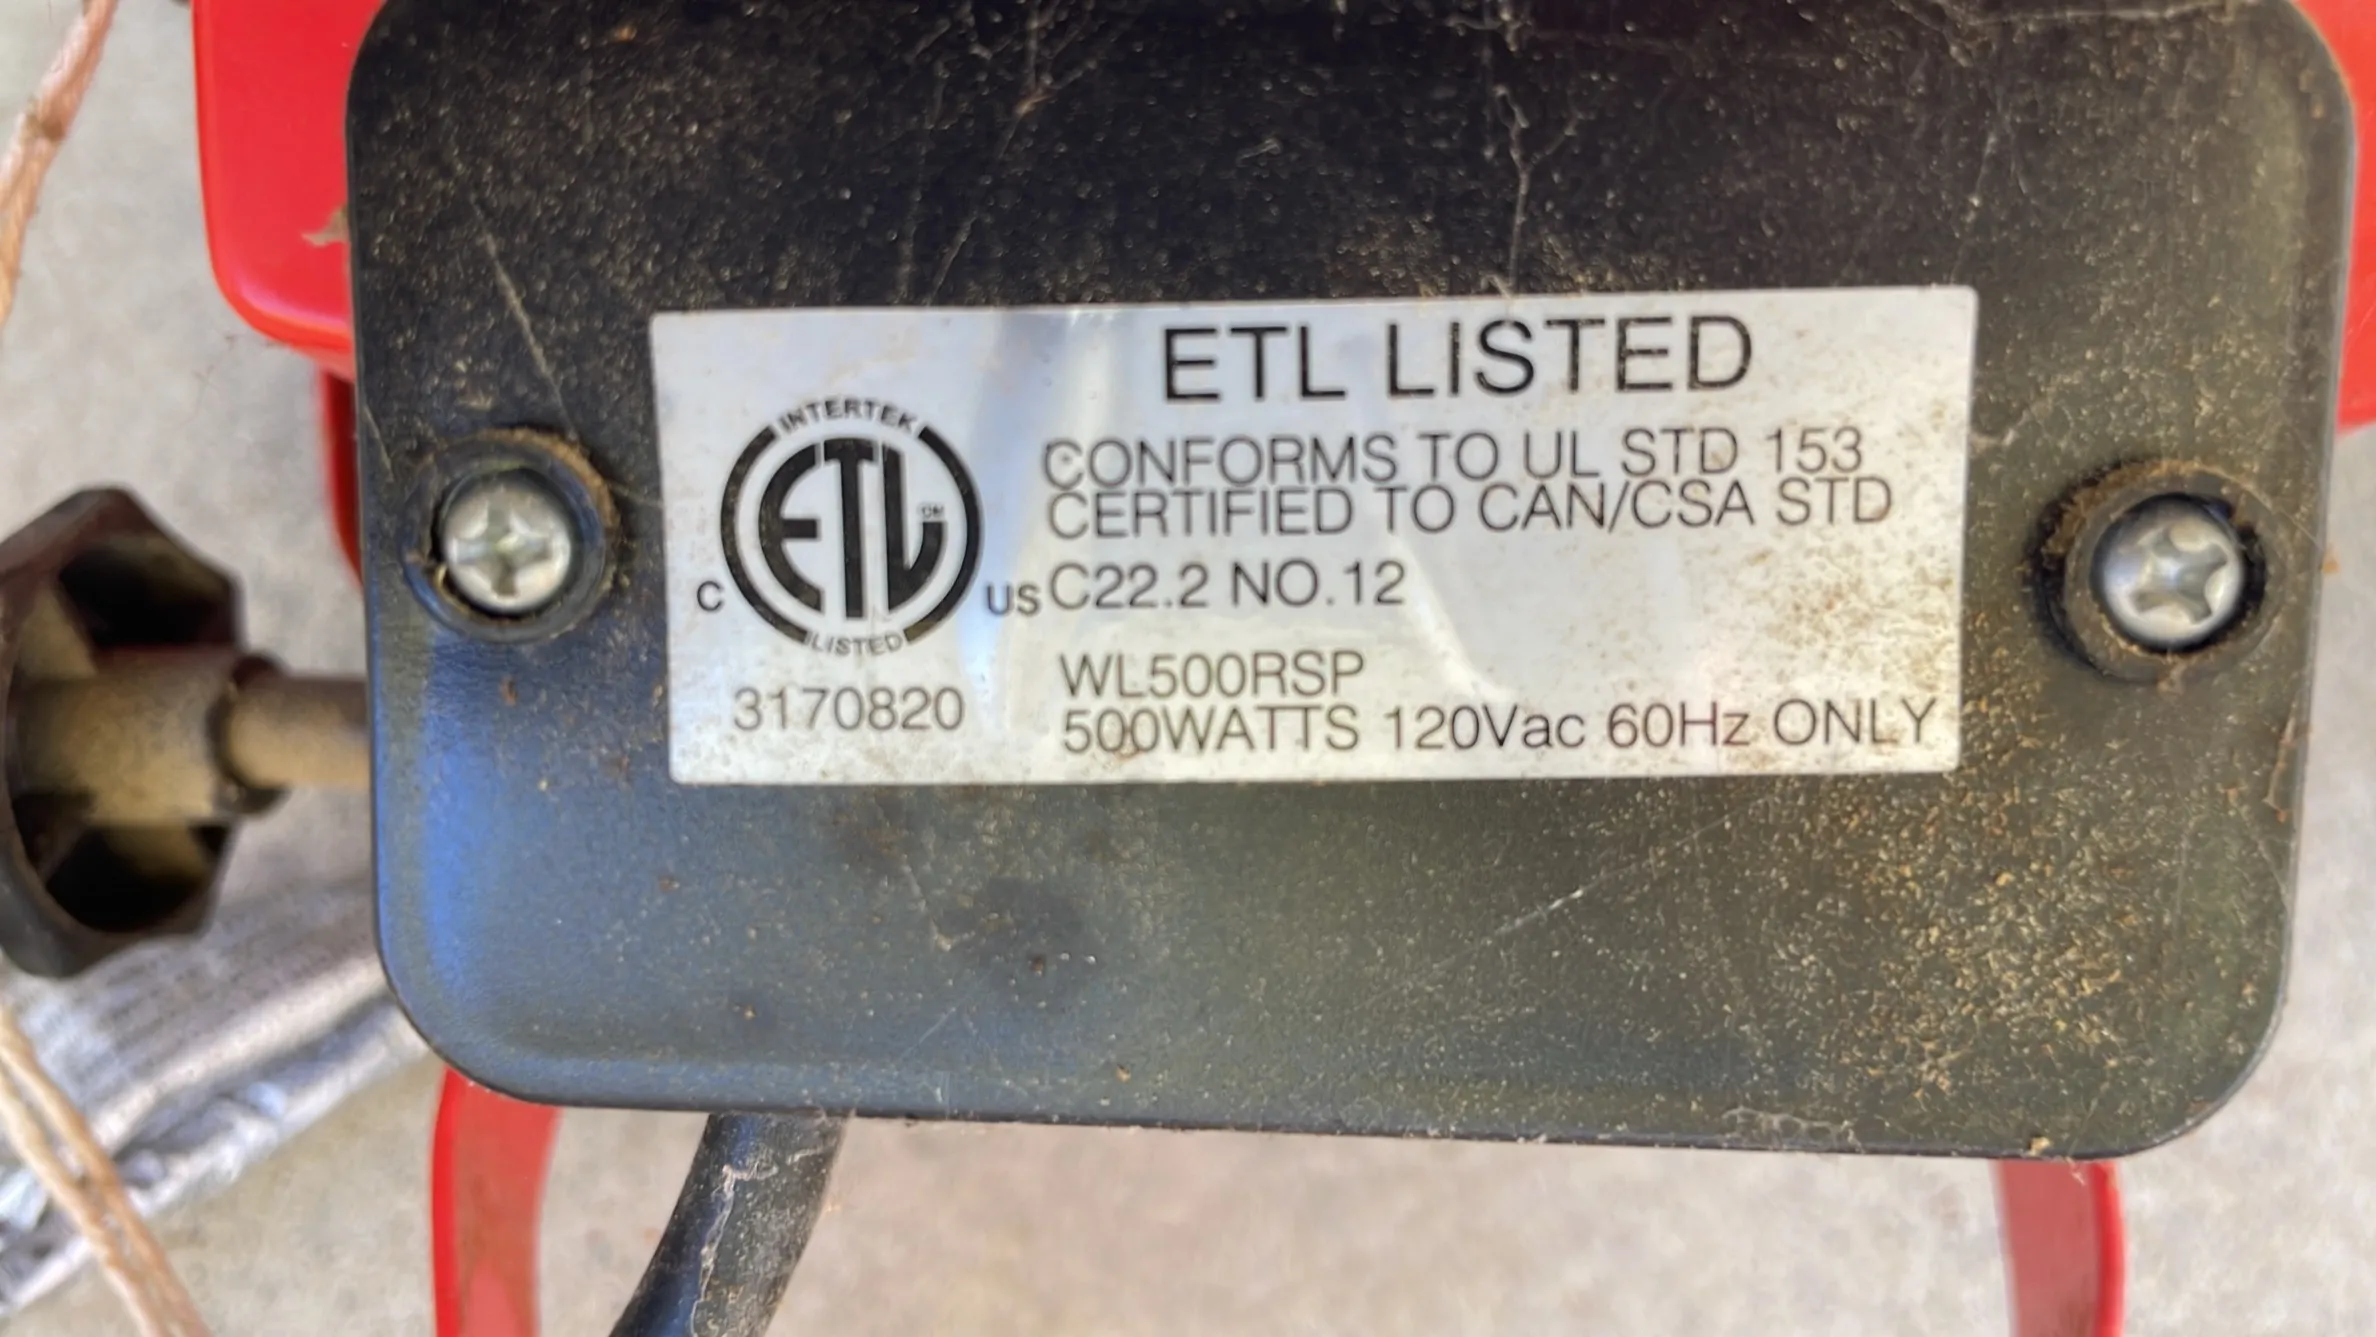 ETL LISTED
INTERTEK
ETL CM
LISTED
C
US
3170820
CONFORMS TO UL STD 153
CERTIFIED TO CAN/CSA STD
C22.2 NO.12
WL500RSP
500WATTS 120Vac 60Hz ONLY